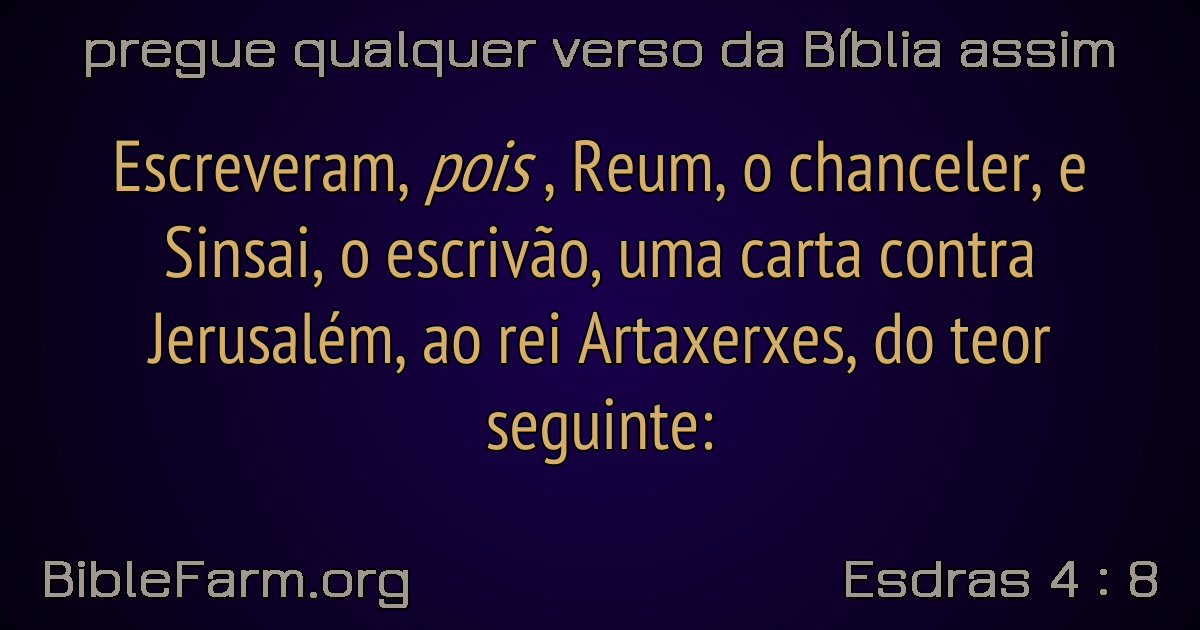 pregue qualquer verso da Bíblia assim
Escreveram, pois , Reum, o chanceler, e
Sinsai, o escrivão, uma carta contra
Jerusalém, ao rei Artaxerxes, do teor
seguinte:
BibleFarm.org
Esdras 4 : 8